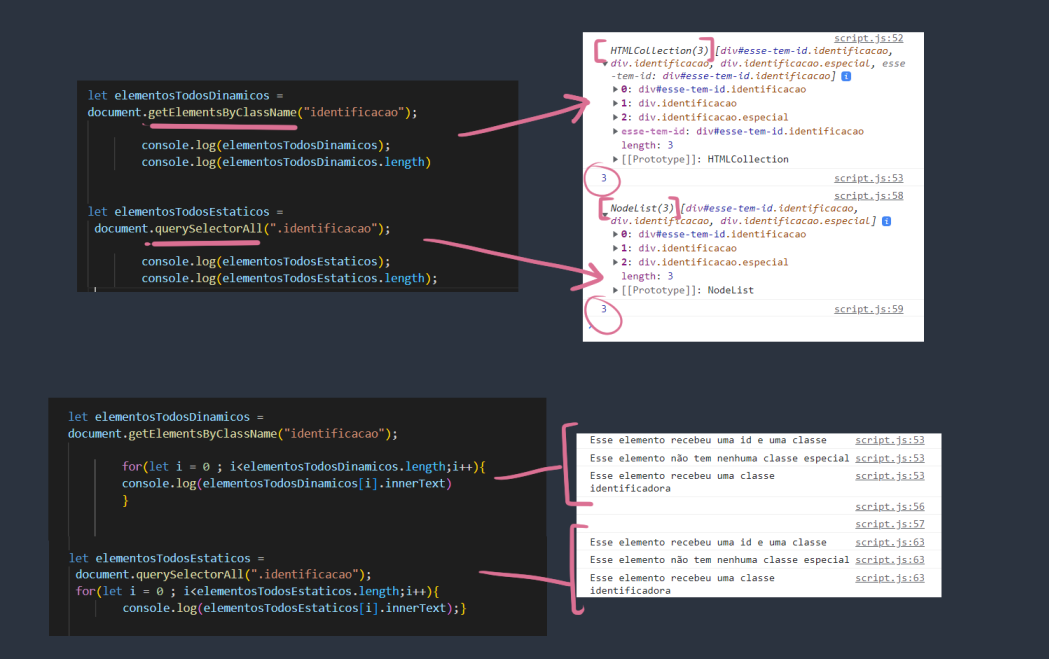 let elementosTodosDinamicos =
document.getElementsByClassName("identificacao");
console.log(elementosTodosDinamicos);
console.log(elementosTodosDinamicos.length)
let elementosTodosEstaticos =
document.querySelectorAll(".identificacao");
console.log(elementosTodosEstaticos);
console.log(elementosTodosEstaticos.length);
script.js:52
HTMLCollection(3) [div#esse-tem-id.identificacao,
div.identificacao, div.identificacao.especial, esse
-tem-id: div#esse-tem-id.identificacao] i
0: div#esse-tem-id.identificacao
1: div.identificacao
2: div.identificacao.especial
esse-tem-id: div#esse-tem-id.identificacao
length: 3
[[Prototype]]: HTMLCollection
3 script.js:53
script.js:58
NodeList(3) [div#esse-tem-id.identificacao,
div.identificacao, div.identificacao.especial] i
0: div#esse-tem-id.identificacao
1: div.identificacao
2: div.identificacao.especial
length: 3
[[Prototype]]: NodeList
3 script.js:59
let elementosTodosDinamicos =
document.getElementsByClassName("identificacao");
for(let i = 0 ; i<elementosTodosDinamicos.length;i++){
console.log(elementosTodosDinamicos[i].innerText)
}
let elementosTodosEstaticos =
document.querySelectorAll(".identificacao");
for(let i = 0 ; i<elementosTodosEstaticos.length;i++){
console.log(elementosTodosEstaticos[i].innerText);}
Esse elemento recebeu uma id e uma classe script.js:53
Esse elemento não tem nenhuma classe especial script.js:53
Esse elemento recebeu uma classe script.js:53
identificadora
script.js:56
script.js:57
Esse elemento recebeu uma id e uma classe script.js:63
Esse elemento não tem nenhuma classe especial script.js:63
Esse elemento recebeu uma classe script.js:63
identificadora